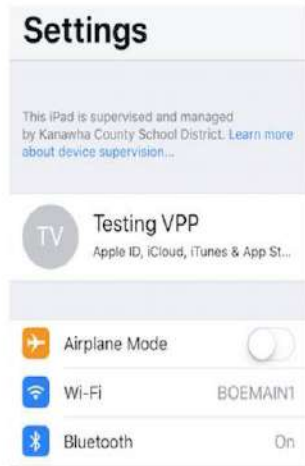 Settings
This iPad is supervised and managed
by Kanawha County School District. Learn more
about device supervision...
TV
Testing VPP
Apple ID, iCloud, iTunes & App St...
Airplane Mode
Wi-Fi BOEMAIN1
Bluetooth On